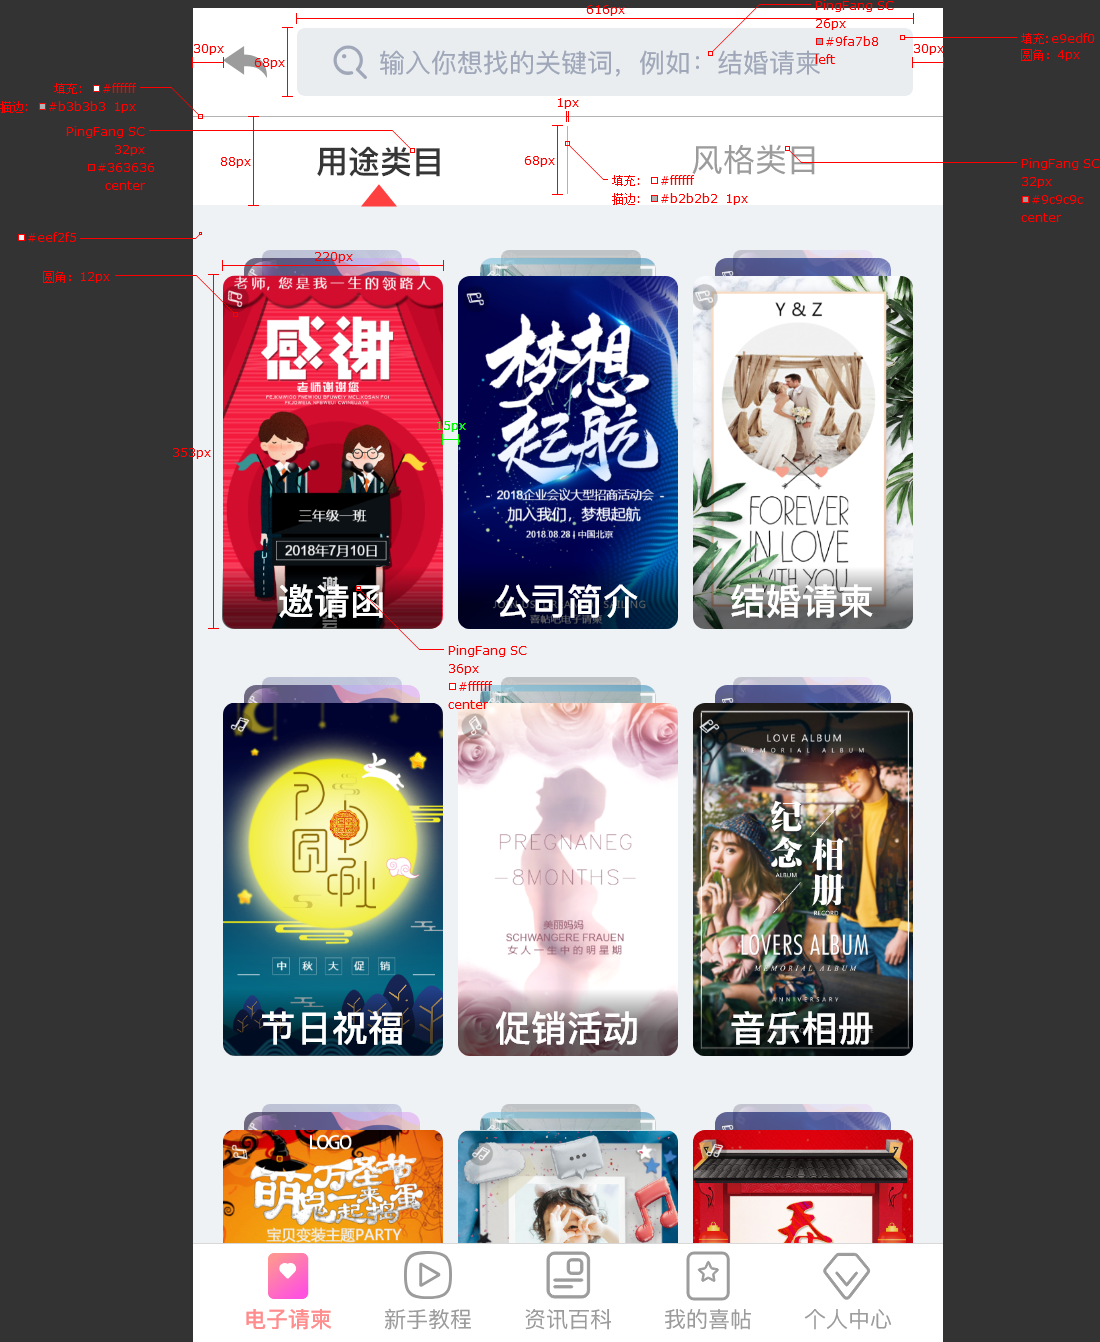 616px
PingFang SC
26px
#9fa7b8
left
30px
68px
输入你想找的关键词，例如：结婚请柬
30px
填充: e9edf0
圆角: 4px
填充: #ffffff
描边: #b3b3b3 1px
1px
PingFang SC
32px
#363636
center
88px
用途类目
68px
风格类目
填充: #ffffff
描边: #b2b2b2 1px
PingFang SC
32px
#9c9c9c
center
#eef2f5
圆角: 12px
220px
353px
15px
老师，您是我一生的领路人
感谢
老师谢谢您
三年级一班
2018年7月10日
邀请函
梦想
起航
- 2018企业会议大型招商活动会 -
加入我们，梦想起航
2018.08.28 | 中国北京
喜帖吧电子请柬
公司简介
Y & Z
FOREVER
IN LOVE
WITH YOU
结婚请柬
PingFang SC
36px
#ffffff
center
中秋大促销
节日祝福
PREGNANEG
—8MONTHS—
美丽妈妈
SCHWANGERE FRAUEN
女人一生中的明星期
促销活动
LOVE ALBUM
MEMORIAL ALBUM
纪念
ALBUM
相册
RECORD
LOVERS ALBUM
MEMORIAL ALBUM
ANNIVERSARY
音乐相册
LOGO
万圣节
萌鬼一来
一起捣蛋
宝贝变装主题PARTY
春
电子请柬
新手教程
资讯百科
我的喜帖
个人中心